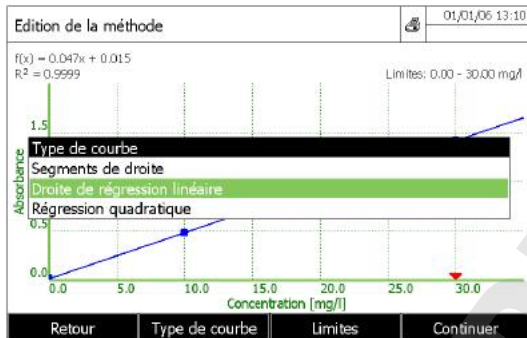 Edition de la méthode
01/01/06 13:10
f(x) = 0.047x + 0.015
R² = 0.9999
Limites: 0.00 - 30.00 mg/l
1.5
Type de courbe
Segments de droite
Droite de régression linéaire
Régression quadratique
Absorbance
0.5
0.0
0.0 5.0 10.0 15.0 20.0 25.0 30.0
Concentration [mg/l]
Retour Type de courbe Limites Continuer